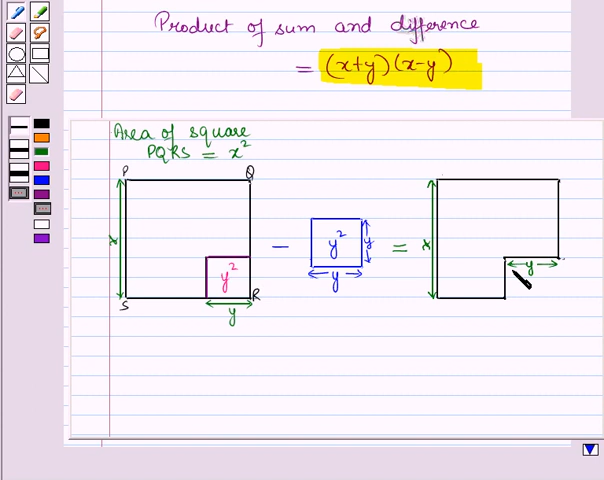 Product of sum and difference
= (x+y) (x-y)
Area of square
PQRS = x²
P Q
x
y²
S R
y
− y² y =
y
x
y